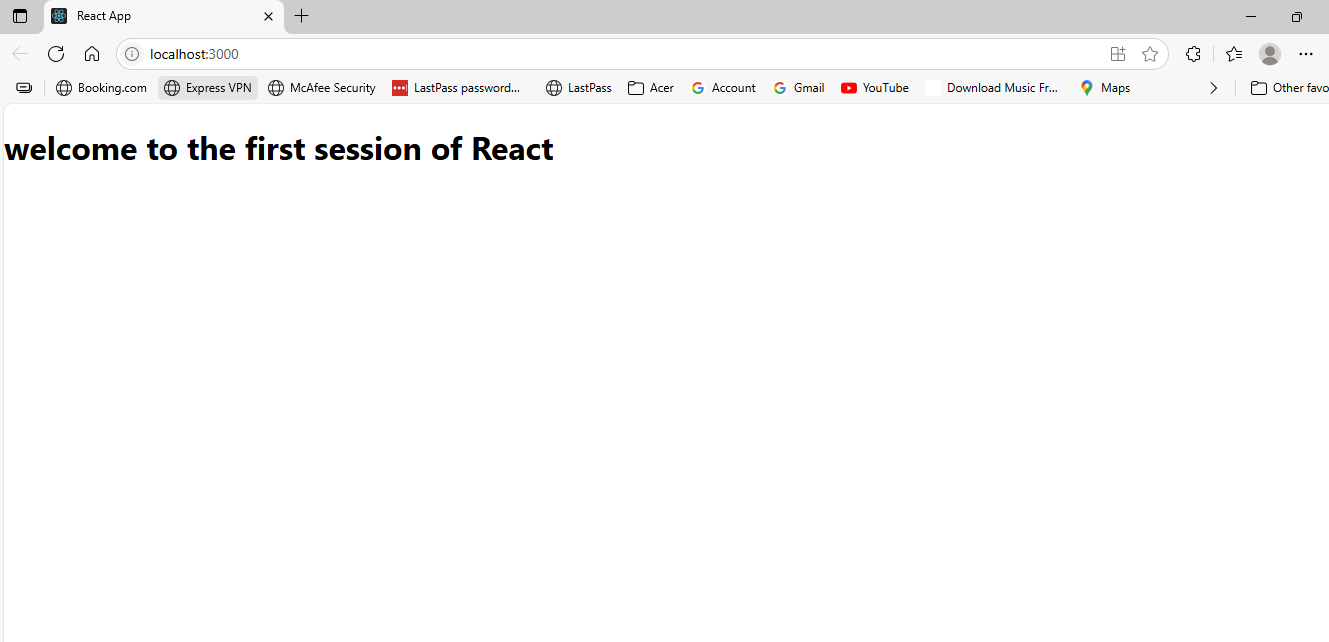 React App
localhost:3000
Booking.com Express VPN McAfee Security LastPass password... LastPass Acer Account Gmail YouTube Download Music Fr... Maps Other favo
welcome to the first session of React